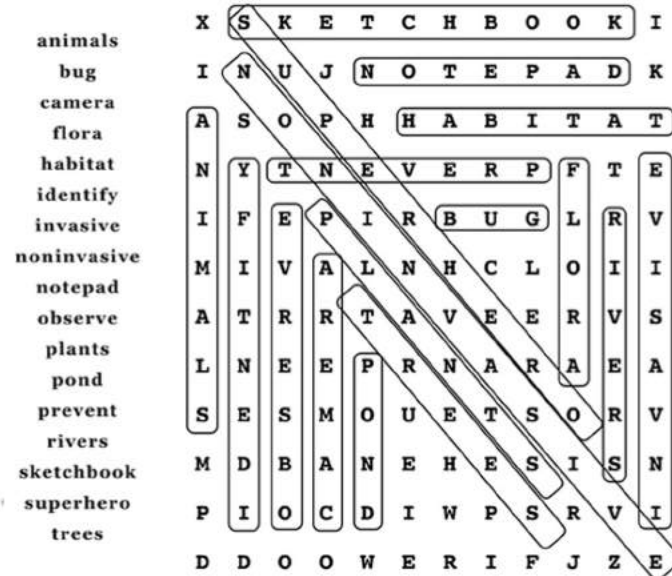 animals
bug
camera
flora
habitat
identify
invasive
noninvasive
notepad
observe
plants
pond
prevent
rivers
sketchbook
superhero
trees
X S K E T C H B O O K I
I N U J N O T E P A D K
A S O P H H A B I T A T
N Y T N E V E R P F T E
I F E P I R B U G L R V
M I V A L N H C L O I I
A T R R T A V E E R V S
L N E E P R N A R A E A
S E S M O U E T S O R V
M D B A N E H E S I S N
P I O C D I W P S R V I
D D O O W E R I F J Z E